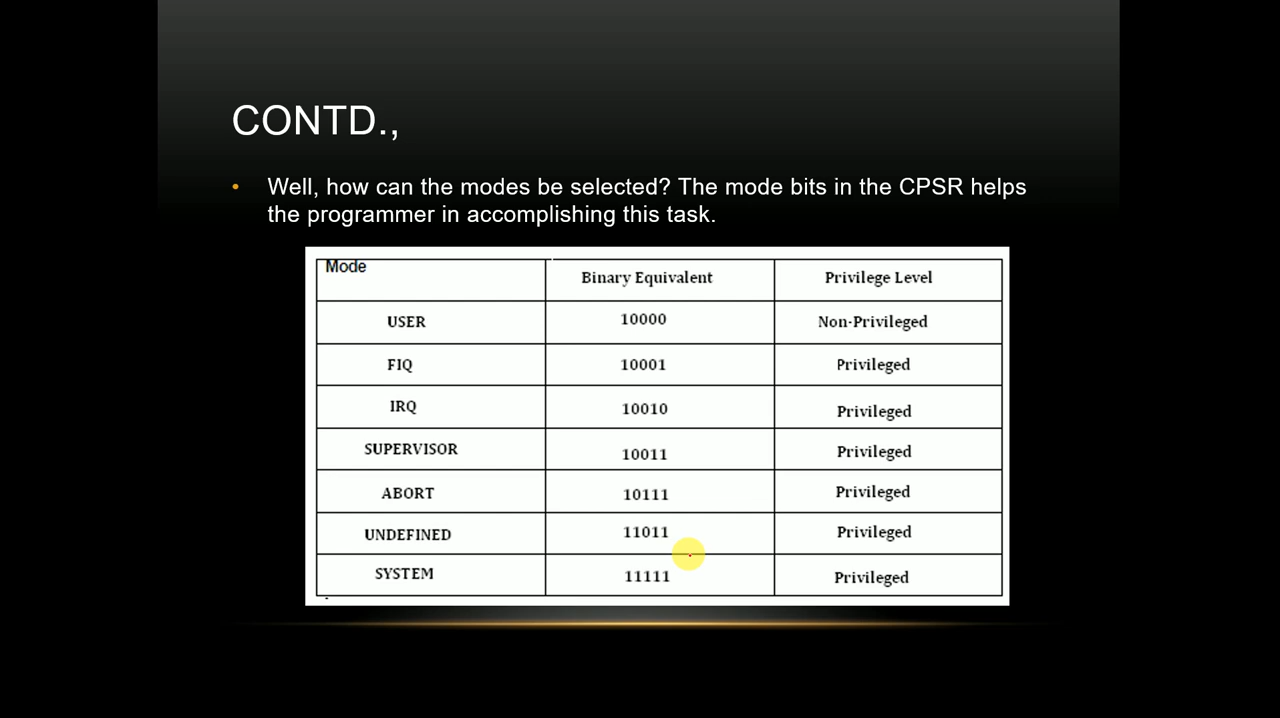 CONTD.,
• Well, how can the modes be selected? The mode bits in the CPSR helps
the programmer in accomplishing this task.
Mode Binary Equivalent Privilege Level
USER 10000 Non-Privileged
FIQ 10001 Privileged
IRQ 10010 Privileged
SUPERVISOR 10011 Privileged
ABORT 10111 Privileged
UNDEFINED 11011 Privileged
SYSTEM 11111 Privileged